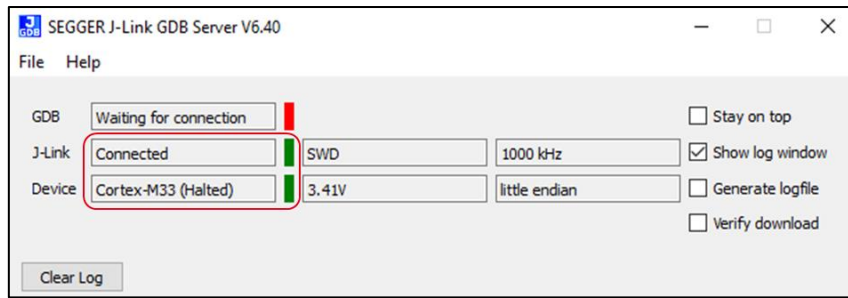 J
GDB
SEGGER J-Link GDB Server V6.40
File Help
GDB Waiting for connection Stay on top
J-Link Connected SWD 1000 kHz Show log window
Device Cortex-M33 (Halted) 3.41V little endian Generate logfile
Verify download
Clear Log